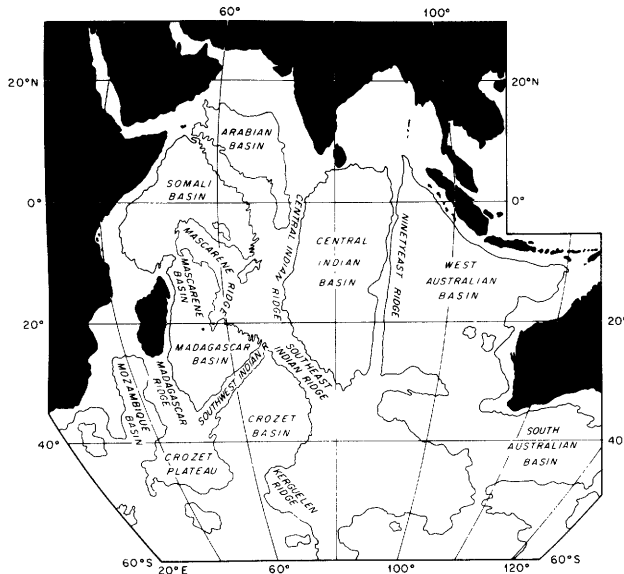 60°
100°
20°N
20°N
ARABIAN
BASIN
SOMALI
BASIN
0°
0°
CENTRAL INDIAN RIDGE
NINETYEAST RIDGE
MASCARENE RIDGE
MASCARENE
BASIN
CENTRAL
INDIAN
BASIN
WEST
AUSTRALIAN
BASIN
20°
20°
MADAGASCAR
BASIN
SOUTHEAST
INDIAN RIDGE
SOUTHWEST INDIAN R
MADAGASCAR
RIDGE
MOZAMBIQUE
BASIN
CROZET
BASIN
SOUTH
AUSTRALIAN
BASIN
40°
40°
CROZET
PLATEAU
KERGUELEN
RIDGE
60°S
20°E
60°
100°
120°
60°S